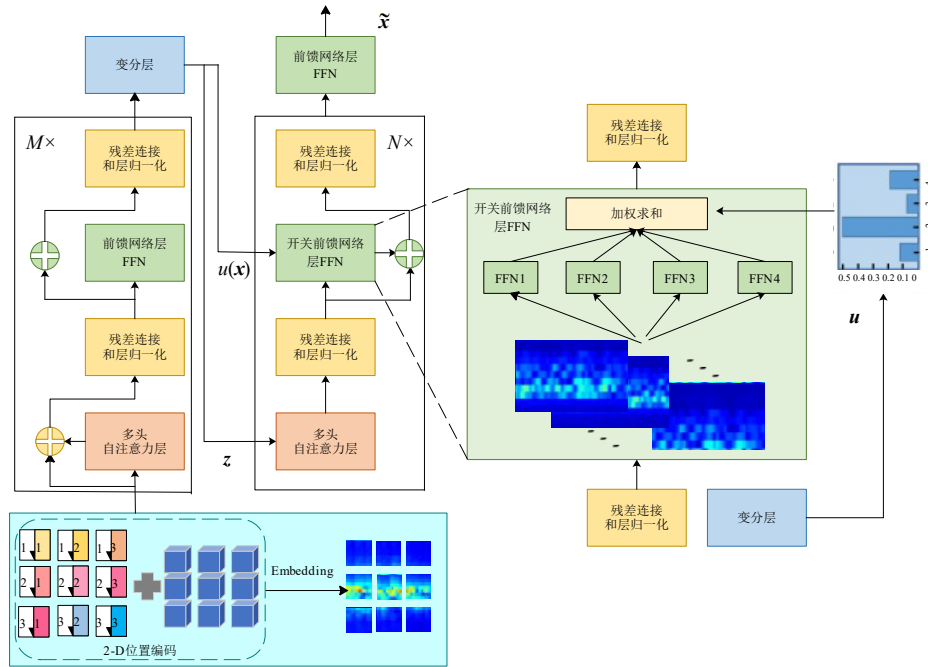 x̃
变分层
前馈网络层
FFN
M×
残差连接
和层归一化
前馈网络层
FFN
残差连接
和层归一化
多头
自注意力层
N×
残差连接
和层归一化
开关前馈网络
层FFN
u(x)
残差连接
和层归一化
多头
自注意力层
z
残差连接
和层归一化
开关前馈网络
层FFN
加权求和
FFN1
FFN2
FFN3
FFN4
残差连接
和层归一化
变分层
1 2 3 4
0.5 0.4 0.3 0.2 0.1 0
u
1 1
1 2
1 3
2 1
2 2
2 3
3 1
3 2
3 3
2-D位置编码
Embedding